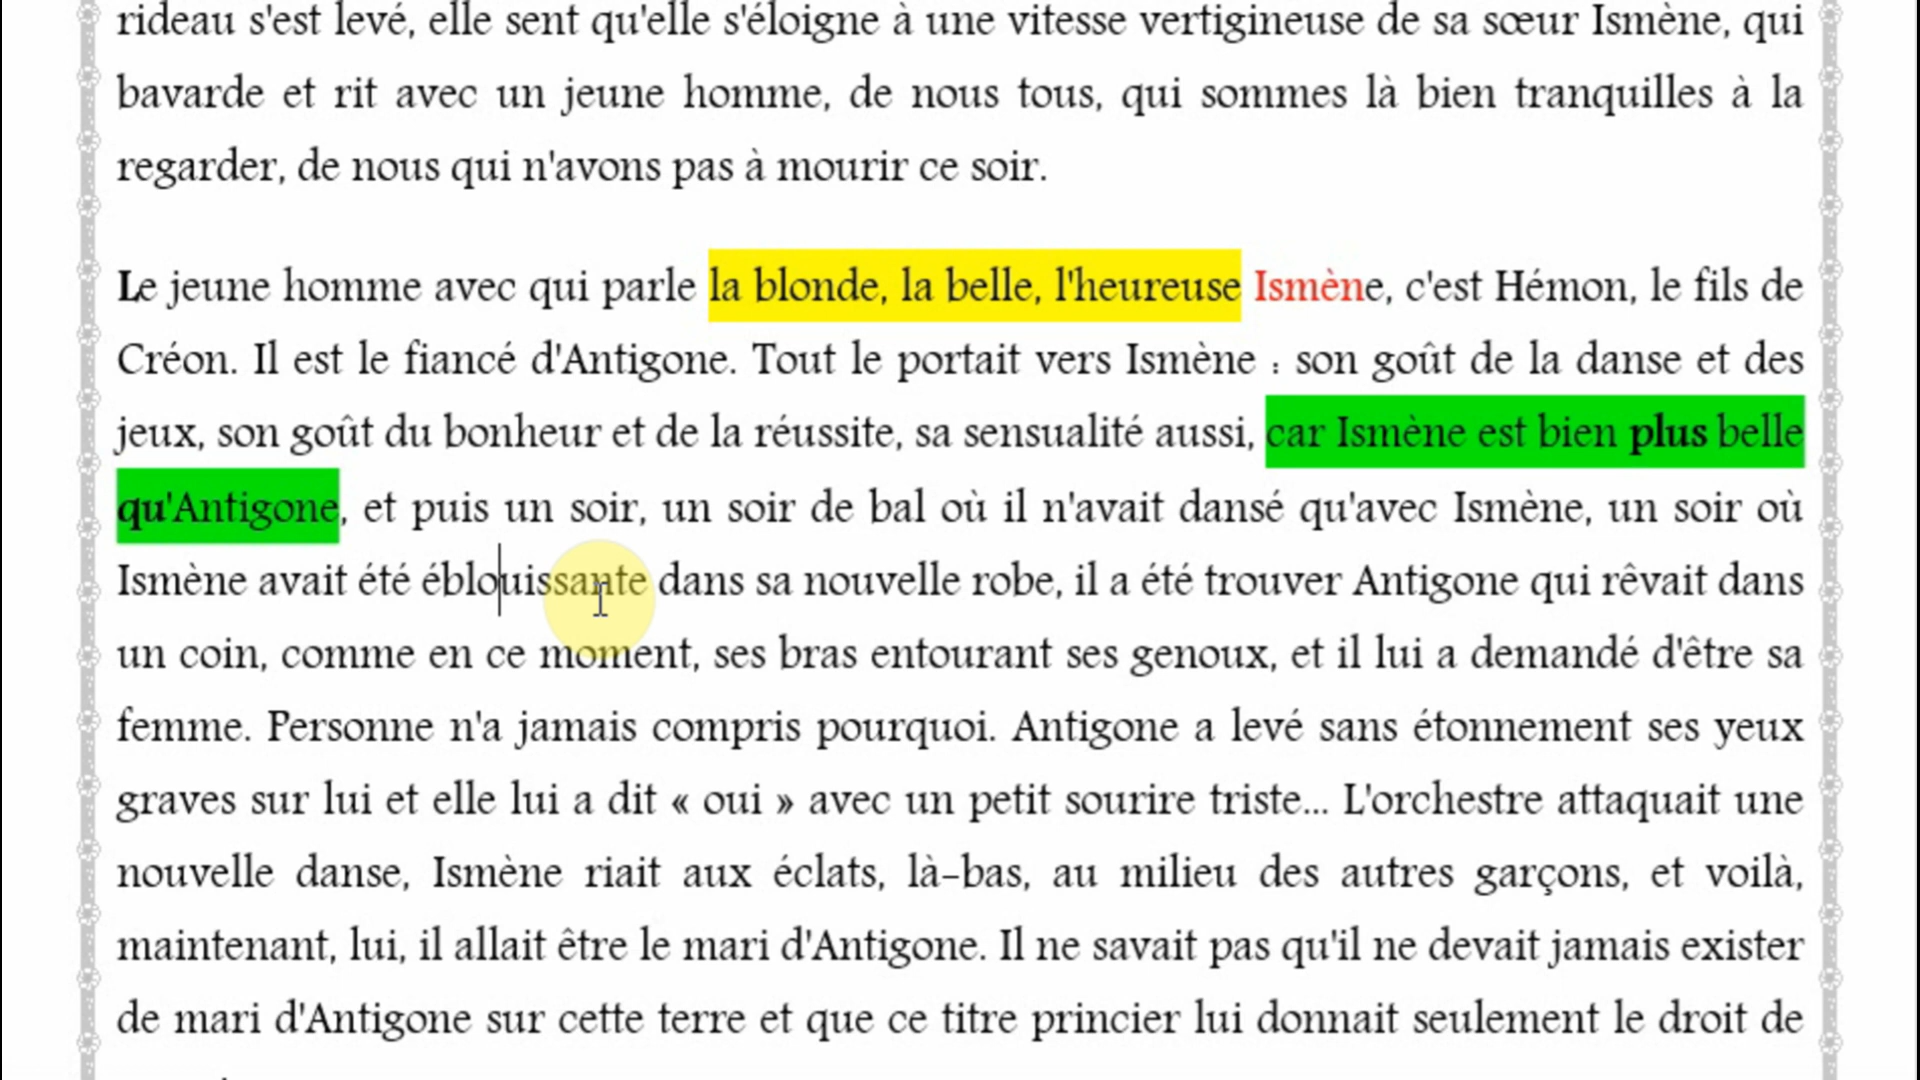 rideau s'est levé, elle sent qu'elle s'éloigne à une vitesse vertigineuse de sa sœur Ismène, qui
bavarde et rit avec un jeune homme, de nous tous, qui sommes là bien tranquilles à la
regarder, de nous qui n'avons pas à mourir ce soir.
Le jeune homme avec qui parle la blonde, la belle, l'heureuse Ismène, c'est Hémon, le fils de
Créon. Il est le fiancé d'Antigone. Tout le portait vers Ismène : son goût de la danse et des
jeux, son goût du bonheur et de la réussite, sa sensualité aussi, car Ismène est bien plus belle
qu'Antigone, et puis un soir, un soir de bal où il n'avait dansé qu'avec Ismène, un soir où
Ismène avait été éblouissante dans sa nouvelle robe, il a été trouver Antigone qui rêvait dans
un coin, comme en ce moment, ses bras entourant ses genoux, et il lui a demandé d'être sa
femme. Personne n'a jamais compris pourquoi. Antigone a levé sans étonnement ses yeux
graves sur lui et elle lui a dit « oui » avec un petit sourire triste... L'orchestre attaquait une
nouvelle danse, Ismène riait aux éclats, là-bas, au milieu des autres garçons, et voilà,
maintenant, lui, il allait être le mari d'Antigone. Il ne savait pas qu'il ne devait jamais exister
de mari d'Antigone sur cette terre et que ce titre princier lui donnait seulement le droit de